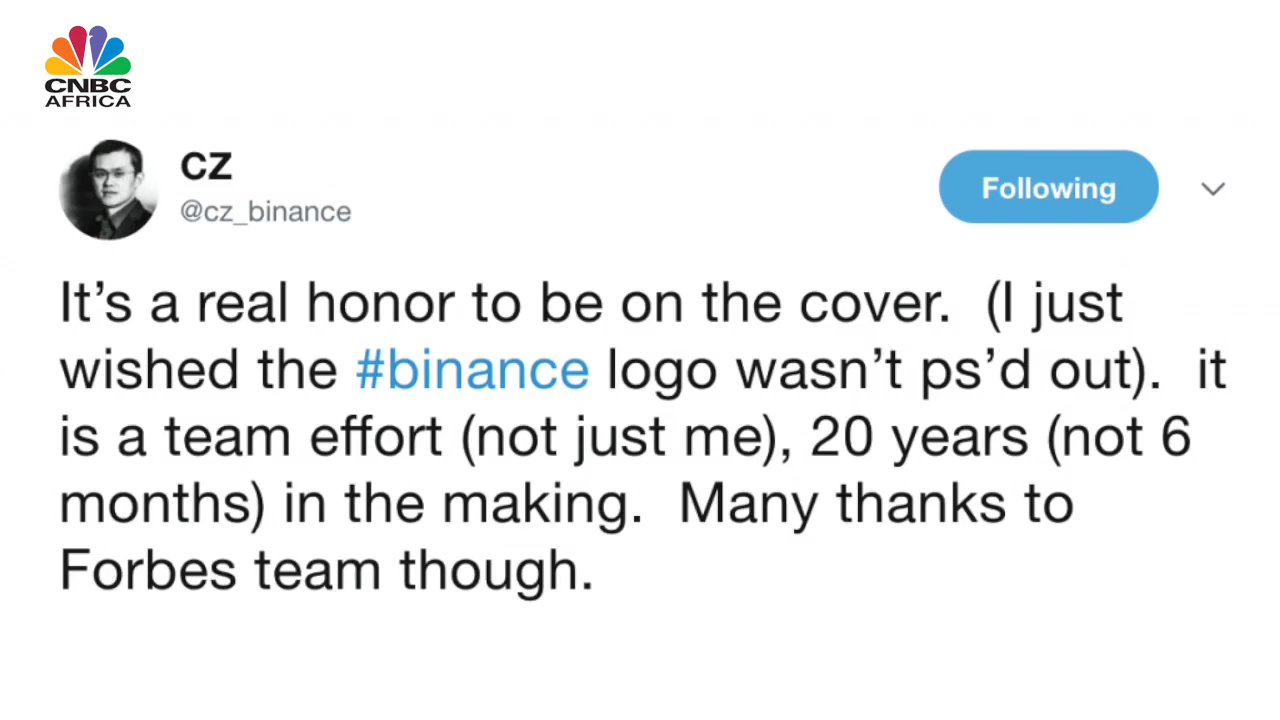 CNBC
AFRICA
CZ
@cz_binance
Following
It’s a real honor to be on the cover.  (I just
wished the #binance logo wasn’t ps’d out).  it
is a team effort (not just me), 20 years (not 6
months) in the making.  Many thanks to
Forbes team though.